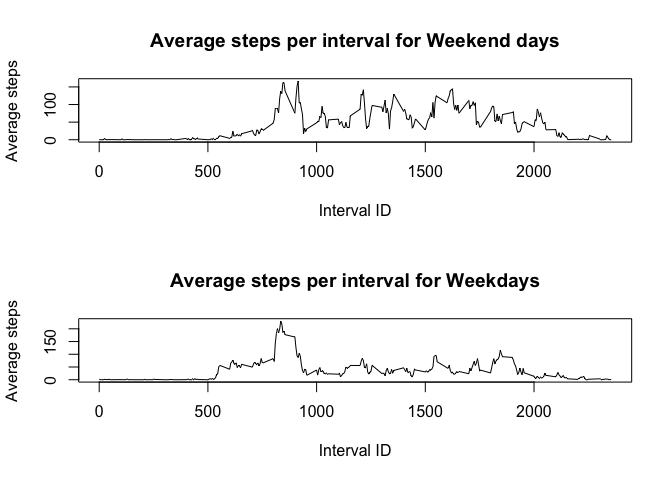 Average steps per interval for Weekend days
Average steps
100
0
0 500 1000 1500 2000
Interval ID
Average steps per interval for Weekdays
Average steps
150
0
0 500 1000 1500 2000
Interval ID